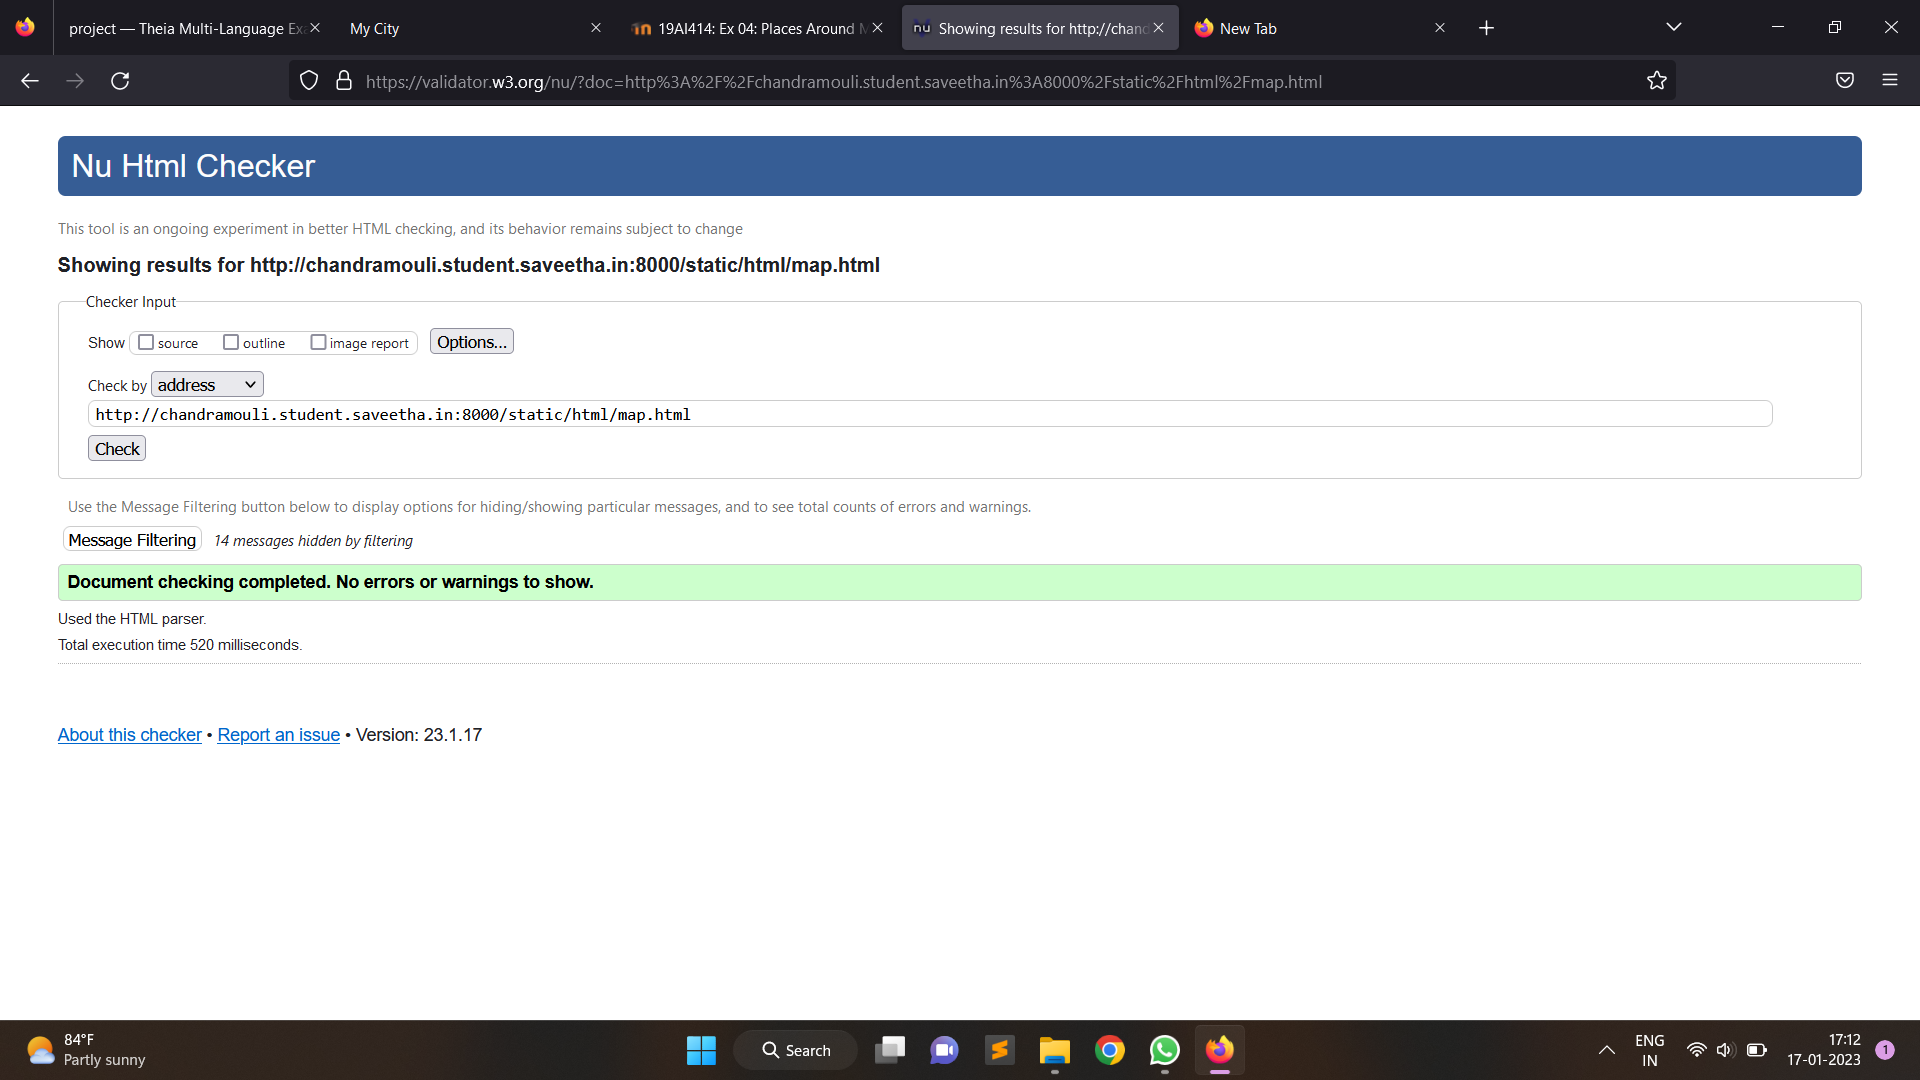 project — Theia Multi-Language Ex
My City
19AI414: Ex 04: Places Around M
nu Showing results for http://chand
New Tab
https://validator.w3.org/nu/?doc=http%3A%2F%2Fchandramouli.student.saveetha.in%3A8000%2Fstatic%2Fhtml%2Fmap.html
Nu Html Checker
This tool is an ongoing experiment in better HTML checking, and its behavior remains subject to change
Showing results for http://chandramouli.student.saveetha.in:8000/static/html/map.html
Checker Input
Show source outline image report Options...
Check by address
http://chandramouli.student.saveetha.in:8000/static/html/map.html
Check
Use the Message Filtering button below to display options for hiding/showing particular messages, and to see total counts of errors and warnings.
Message Filtering 14 messages hidden by filtering
Document checking completed. No errors or warnings to show.
Used the HTML parser.
Total execution time 520 milliseconds.
About this checker • Report an issue • Version: 23.1.17
84°F
Partly sunny
Search
ENG
IN
17:12
17-01-2023
1